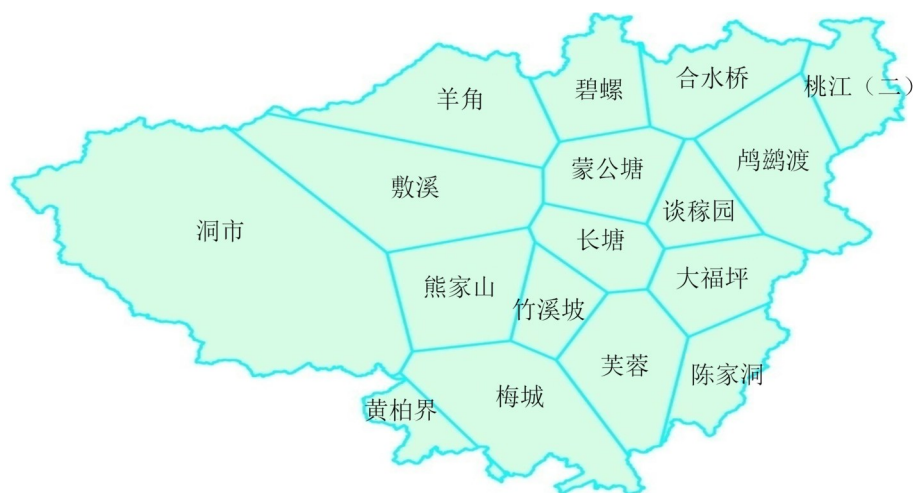 合水桥
桃江（二）
碧螺
羊角
鸬鹚渡
蒙公塘
敷溪
谈稼园
洞市
长塘
大福坪
熊家山
竹溪坡
芙蓉
陈家洞
梅城
黄柏界